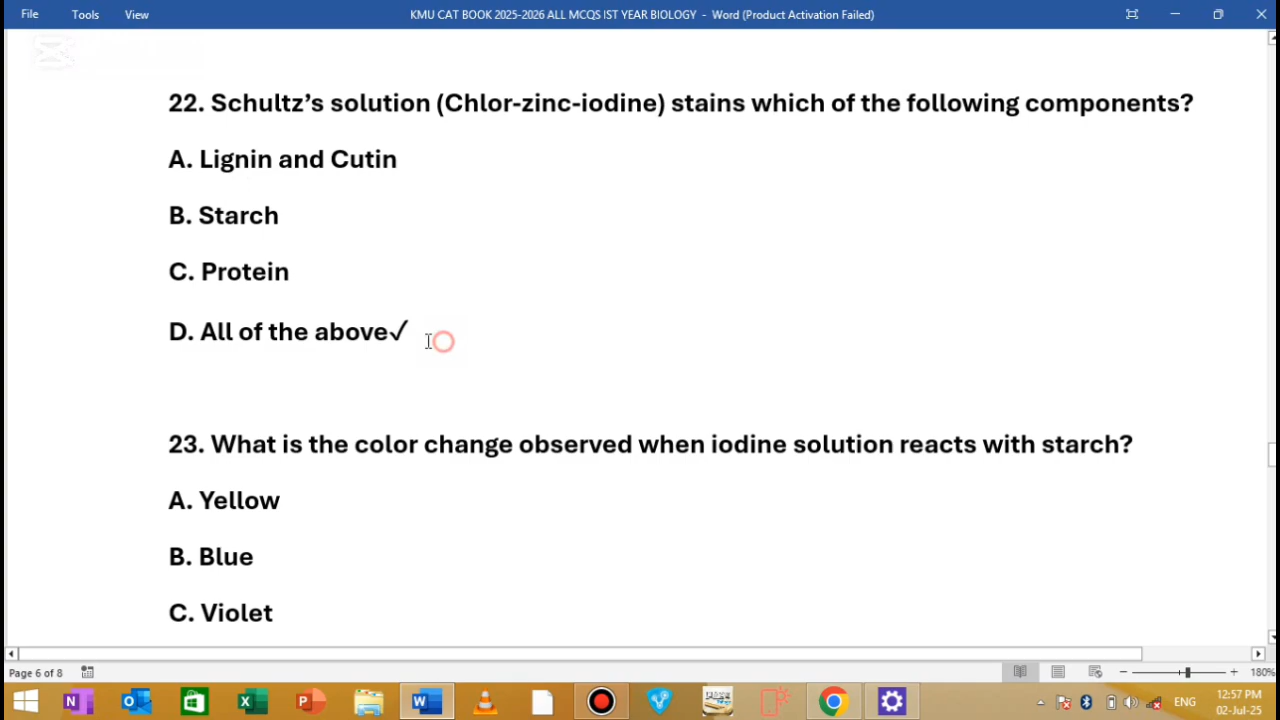 File Tools View KMU CAT BOOK 2025-2026 ALL MCQS IST YEAR BIOLOGY - Word (Product Activation Failed)
22. Schultz’s solution (Chlor-zinc-iodine) stains which of the following components?
A. Lignin and Cutin
B. Starch
C. Protein
D. All of the above✓
23. What is the color change observed when iodine solution reacts with starch?
A. Yellow
B. Blue
C. Violet
Page 6 of 8 180%
ENG 12:57 PM
02-Jul-25